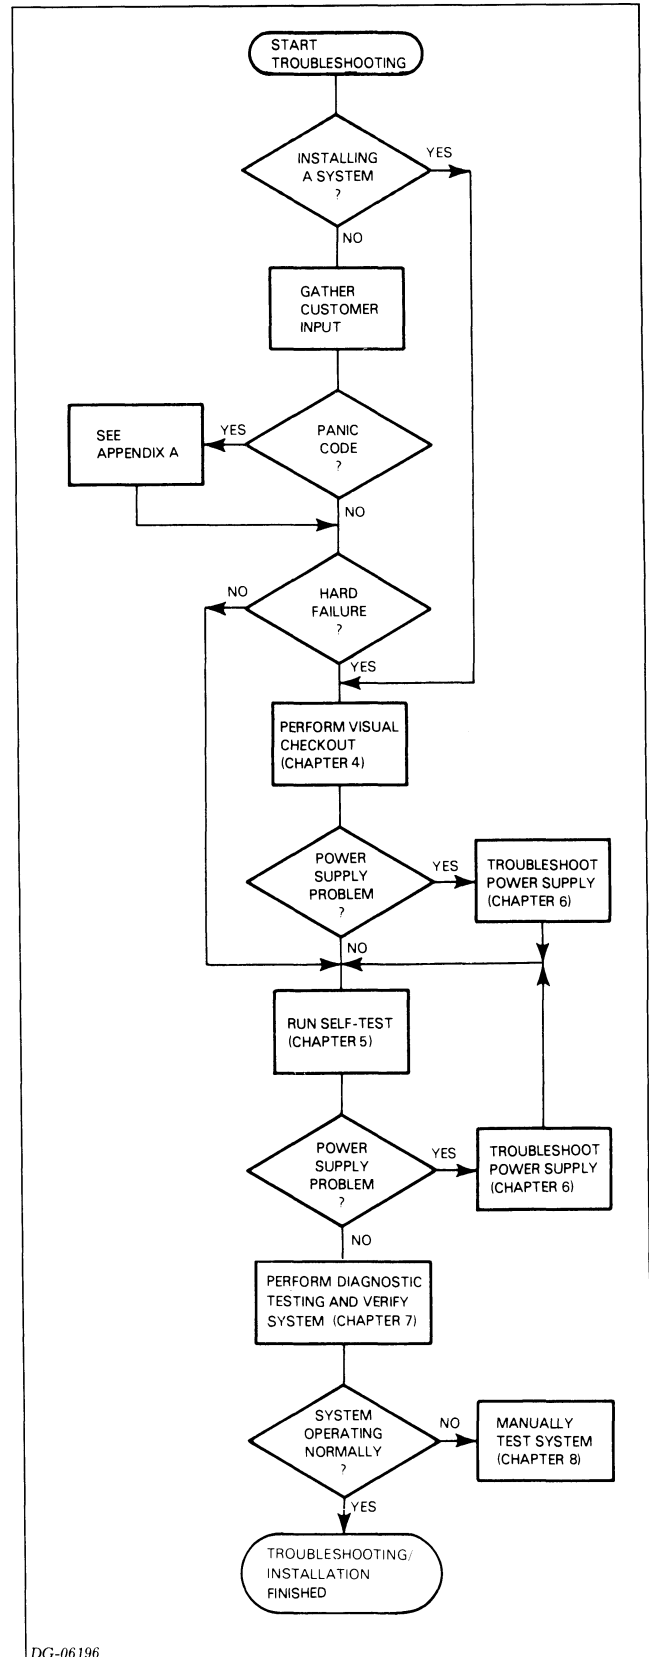 START
TROUBLESHOOTING
INSTALLING
A SYSTEM
?
YES
NO
GATHER
CUSTOMER
INPUT
PANIC
CODE
?
YES
SEE
APPENDIX A
NO
HARD
FAILURE
?
NO
YES
PERFORM VISUAL
CHECKOUT
(CHAPTER 4)
POWER
SUPPLY
PROBLEM
?
YES
TROUBLESHOOT
POWER SUPPLY
(CHAPTER 6)
NO
RUN SELF-TEST
(CHAPTER 5)
POWER
SUPPLY
PROBLEM
?
YES
TROUBLESHOOT
POWER SUPPLY
(CHAPTER 6)
NO
PERFORM DIAGNOSTIC
TESTING AND VERIFY
SYSTEM (CHAPTER 7)
SYSTEM
OPERATING
NORMALLY
?
NO
MANUALLY
TEST SYSTEM
(CHAPTER 8)
YES
TROUBLESHOOTING/
INSTALLATION
FINISHED
DG-06196